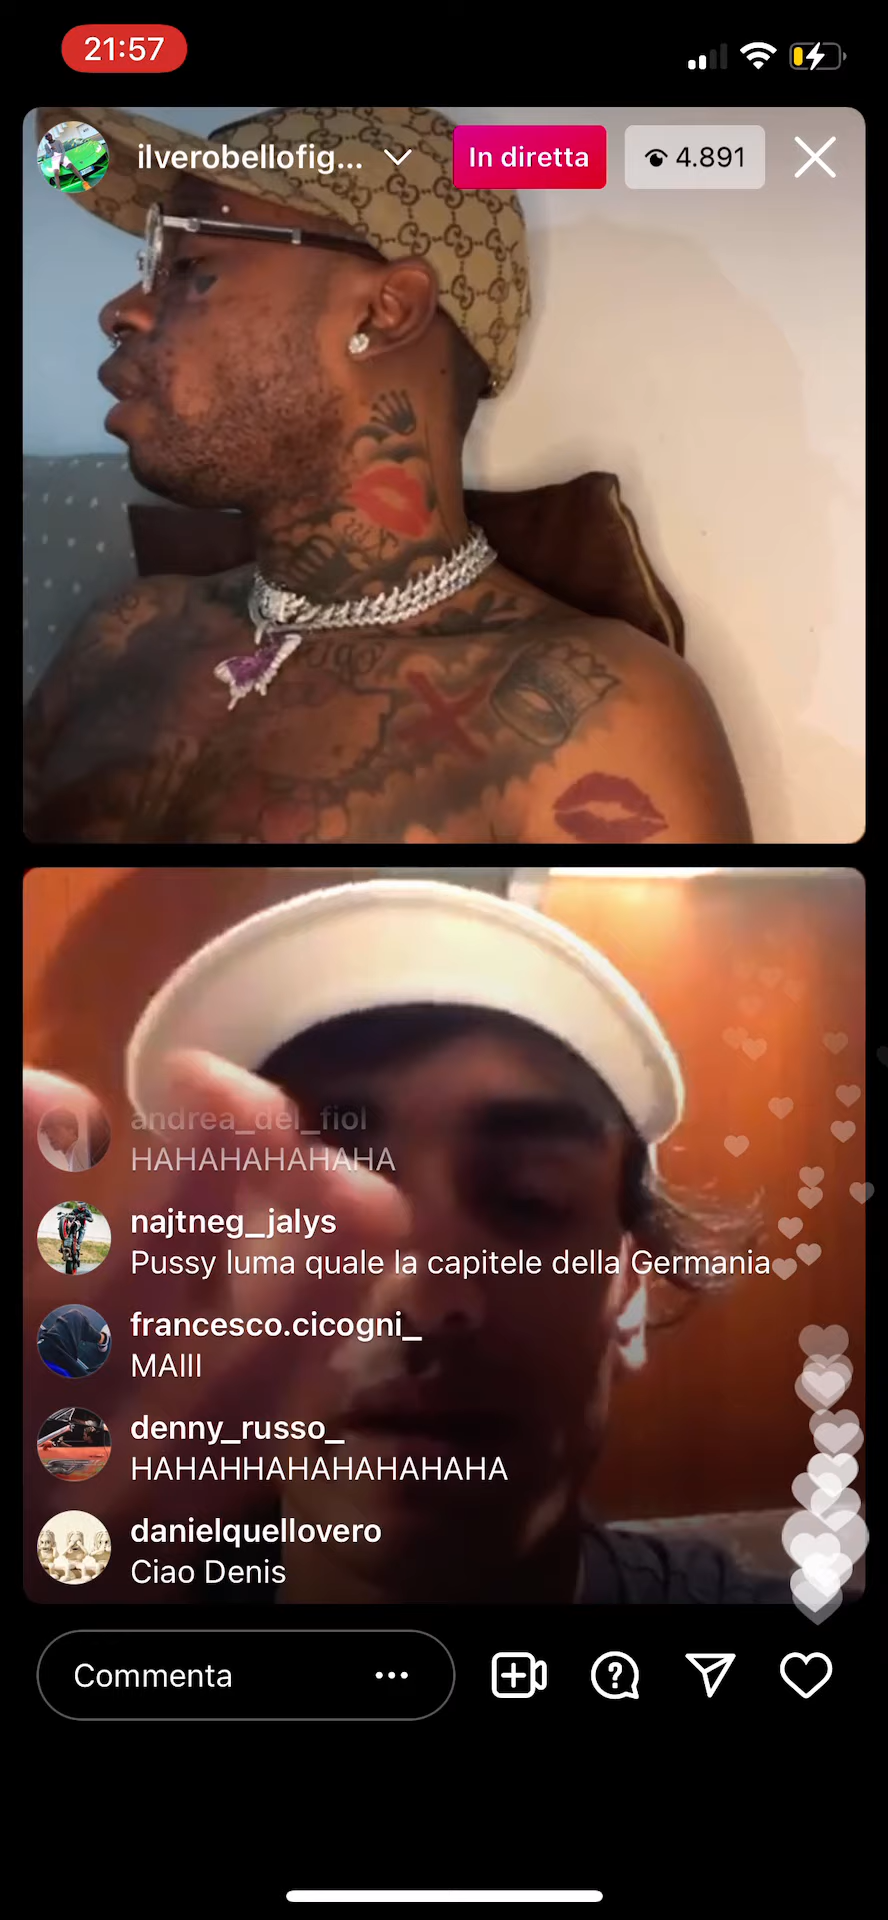 21:57
ilverobellofig...
In diretta
4.891
andrea_del_fiol
HAHAHAHAHAHA
najtneg_jalys
Pussy luma quale la capitele della Germania
francesco.cicogni_
MAIII
denny_russo_
HAHAHHAHAHAHAHAHA
danielquellovero
Ciao Denis
Commenta